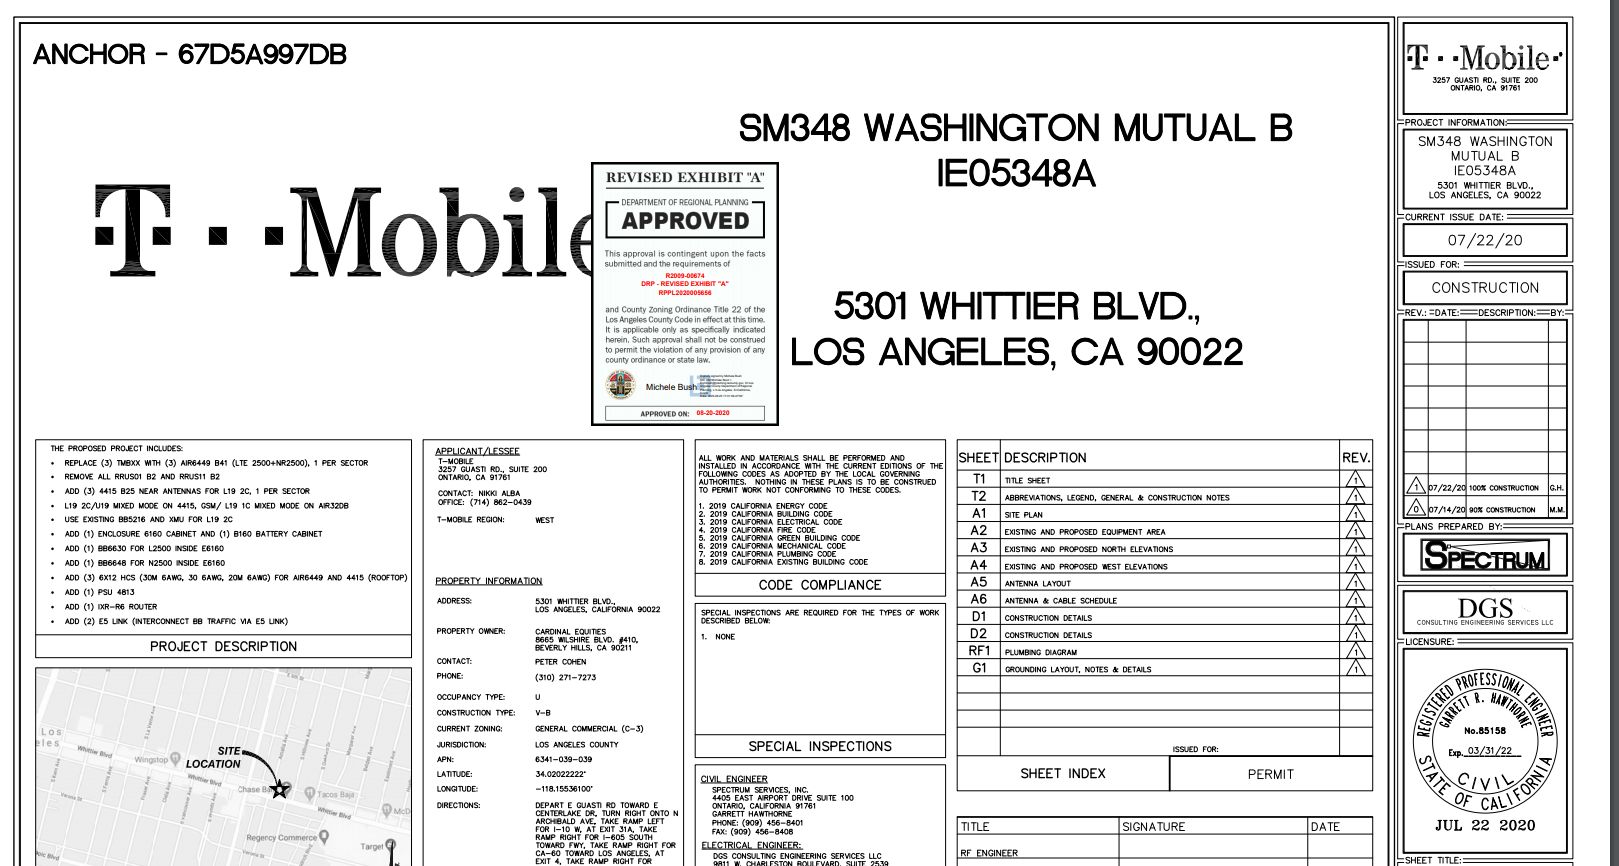 ANCHOR - 67D5A997DB
T··Mobile
SM348 WASHINGTON MUTUAL B
IE05348A
5301 WHITTIER BLVD.,
LOS ANGELES, CA 90022
REVISED EXHIBIT "A"
DEPARTMENT OF REGIONAL PLANNING
APPROVED
This approval is contingent upon the facts
submitted and the requirements of
R2009-00674
DRP - REVISED EXHIBIT "A"
RPPL2020005656
and County Zoning Ordinance Title 22 of the
Los Angeles County Code in effect at this time.
It is applicable only as specifically indicated
herein. Such approval shall not be construed
to permit the violation of any provision of any
county ordinance or state law.
Michele Bush
APPROVED ON: 08-20-2020
THE PROPOSED PROJECT INCLUDES:
• REPLACE (3) TMBXX WITH (3) AIR6449 B41 (LTE 2500+NR2500), 1 PER SECTOR
• REMOVE ALL RRUS01 B2 AND RRUS11 B2
• ADD (3) 4415 B25 NEAR ANTENNAS FOR L19 2C, 1 PER SECTOR
• L19 2C/U19 MIXED MODE ON 4415, GSM/ L19 1C MIXED MODE ON AIR32DB
• USE EXISTING BB5216 AND XMU FOR L19 2C
• ADD (1) ENCLOSURE 6160 CABINET AND (1) B160 BATTERY CABINET
• ADD (1) BB6630 FOR L2500 INSIDE E6160
• ADD (1) BB6648 FOR N2500 INSIDE E6160
• ADD (3) 6X12 HCS (30M 6AWG, 30 6AWG, 20M 6AWG) FOR AIR6449 AND 4415 (ROOFTOP)
• ADD (1) PSU 4813
• ADD (1) IXR-R6 ROUTER
• ADD (2) E5 LINK (INTERCONNECT BB TRAFFIC VIA E5 LINK)
PROJECT DESCRIPTION
SITE
LOCATION
Los
Whittier Blvd
Wingstop
Whittier Blvd
Chase Ba
Tacos Baja
McD
Regency Commerce
Target
APPLICANT/LESSEE
T-MOBILE
3257 GUASTI RD., SUITE 200
ONTARIO, CA 91761
CONTACT: NIKKI ALBA
OFFICE: (714) 862-0439
T-MOBILE REGION: WEST
PROPERTY INFORMATION
ADDRESS: 5301 WHITTIER BLVD.,
LOS ANGELES, CALIFORNIA 90022
PROPERTY OWNER: CARDINAL EQUITIES
8665 WILSHIRE BLVD. #410,
BEVERLY HILLS, CA 90211
CONTACT: PETER COHEN
PHONE: (310) 271-7273
OCCUPANCY TYPE: U
CONSTRUCTION TYPE: V-B
CURRENT ZONING: GENERAL COMMERCIAL (C-3)
JURISDICTION: LOS ANGELES COUNTY
APN: 6341-039-039
LATITUDE: 34.02022222°
LONGITUDE: -118.15536100°
DIRECTIONS: DEPART E GUASTI RD TOWARD E
CENTERLAKE DR, TURN RIGHT ONTO N
ARCHIBALD AVE, TAKE RAMP LEFT
FOR I-10 W, AT EXIT 31A, TAKE
RAMP RIGHT FOR I-605 SOUTH
TOWARD FWY, TAKE RAMP RIGHT FOR
CA-60 TOWARD LOS ANGELES, AT
EXIT 4, TAKE RAMP RIGHT FOR
ALL WORK AND MATERIALS SHALL BE PERFORMED AND
INSTALLED IN ACCORDANCE WITH THE CURRENT EDITIONS OF THE
FOLLOWING CODES AS ADOPTED BY THE LOCAL GOVERNING
AUTHORITIES. NOTHING IN THESE PLANS IS TO BE CONSTRUED
TO PERMIT WORK NOT CONFORMING TO THESE CODES.
1. 2019 CALIFORNIA ENERGY CODE
2. 2019 CALIFORNIA BUILDING CODE
3. 2019 CALIFORNIA ELECTRICAL CODE
4. 2019 CALIFORNIA FIRE CODE
5. 2019 CALIFORNIA GREEN BUILDING CODE
6. 2019 CALIFORNIA MECHANICAL CODE
7. 2019 CALIFORNIA PLUMBING CODE
8. 2019 CALIFORNIA EXISTING BUILDING CODE
CODE COMPLIANCE
SPECIAL INSPECTIONS ARE REQUIRED FOR THE TYPES OF WORK
DESCRIBED BELOW:
1. NONE
SPECIAL INSPECTIONS
CIVIL ENGINEER
SPECTRUM SERVICES, INC.
4405 EAST AIRPORT DRIVE SUITE 100
ONTARIO, CALIFORNIA 91761
GARRETT HAWTHORNE
PHONE: (909) 456-8401
FAX: (909) 456-8408
ELECTRICAL ENGINEER:
DGS CONSULTING ENGINEERING SERVICES LLC
9811 W. CHARLESTON BOULEVARD, SUITE 2539
SHEET DESCRIPTION REV.
T1 TITLE SHEET 1
T2 ABBREVIATIONS, LEGEND, GENERAL & CONSTRUCTION NOTES 1
A1 SITE PLAN 1
A2 EXISTING AND PROPOSED EQUIPMENT AREA 1
A3 EXISTING AND PROPOSED NORTH ELEVATIONS 1
A4 EXISTING AND PROPOSED WEST ELEVATIONS 1
A5 ANTENNA LAYOUT 1
A6 ANTENNA & CABLE SCHEDULE 1
D1 CONSTRUCTION DETAILS 1
D2 CONSTRUCTION DETAILS 1
RF1 PLUMBING DIAGRAM 1
G1 GROUNDING LAYOUT, NOTES & DETAILS 1
ISSUED FOR:
SHEET INDEX PERMIT
TITLE SIGNATURE DATE
RF ENGINEER
T··Mobile·
3257 GUASTI RD., SUITE 200
ONTARIO, CA 91761
PROJECT INFORMATION:
SM348 WASHINGTON
MUTUAL B
IE05348A
5301 WHITTIER BLVD.,
LOS ANGELES, CA 90022
CURRENT ISSUE DATE:
07/22/20
ISSUED FOR:
CONSTRUCTION
REV.: DATE: DESCRIPTION: BY:
1 07/22/20 100% CONSTRUCTION G.H.
0 07/14/20 90% CONSTRUCTION M.M.
PLANS PREPARED BY:
SPECTRUM
DGS
CONSULTING ENGINEERING SERVICES LLC
LICENSURE:
REGISTERED PROFESSIONAL ENGINEER
GARRETT R. HAWTHORNE
No.85158
Exp. 03/31/22
CIVIL
STATE OF CALIFORNIA
JUL 22 2020
SHEET TITLE: